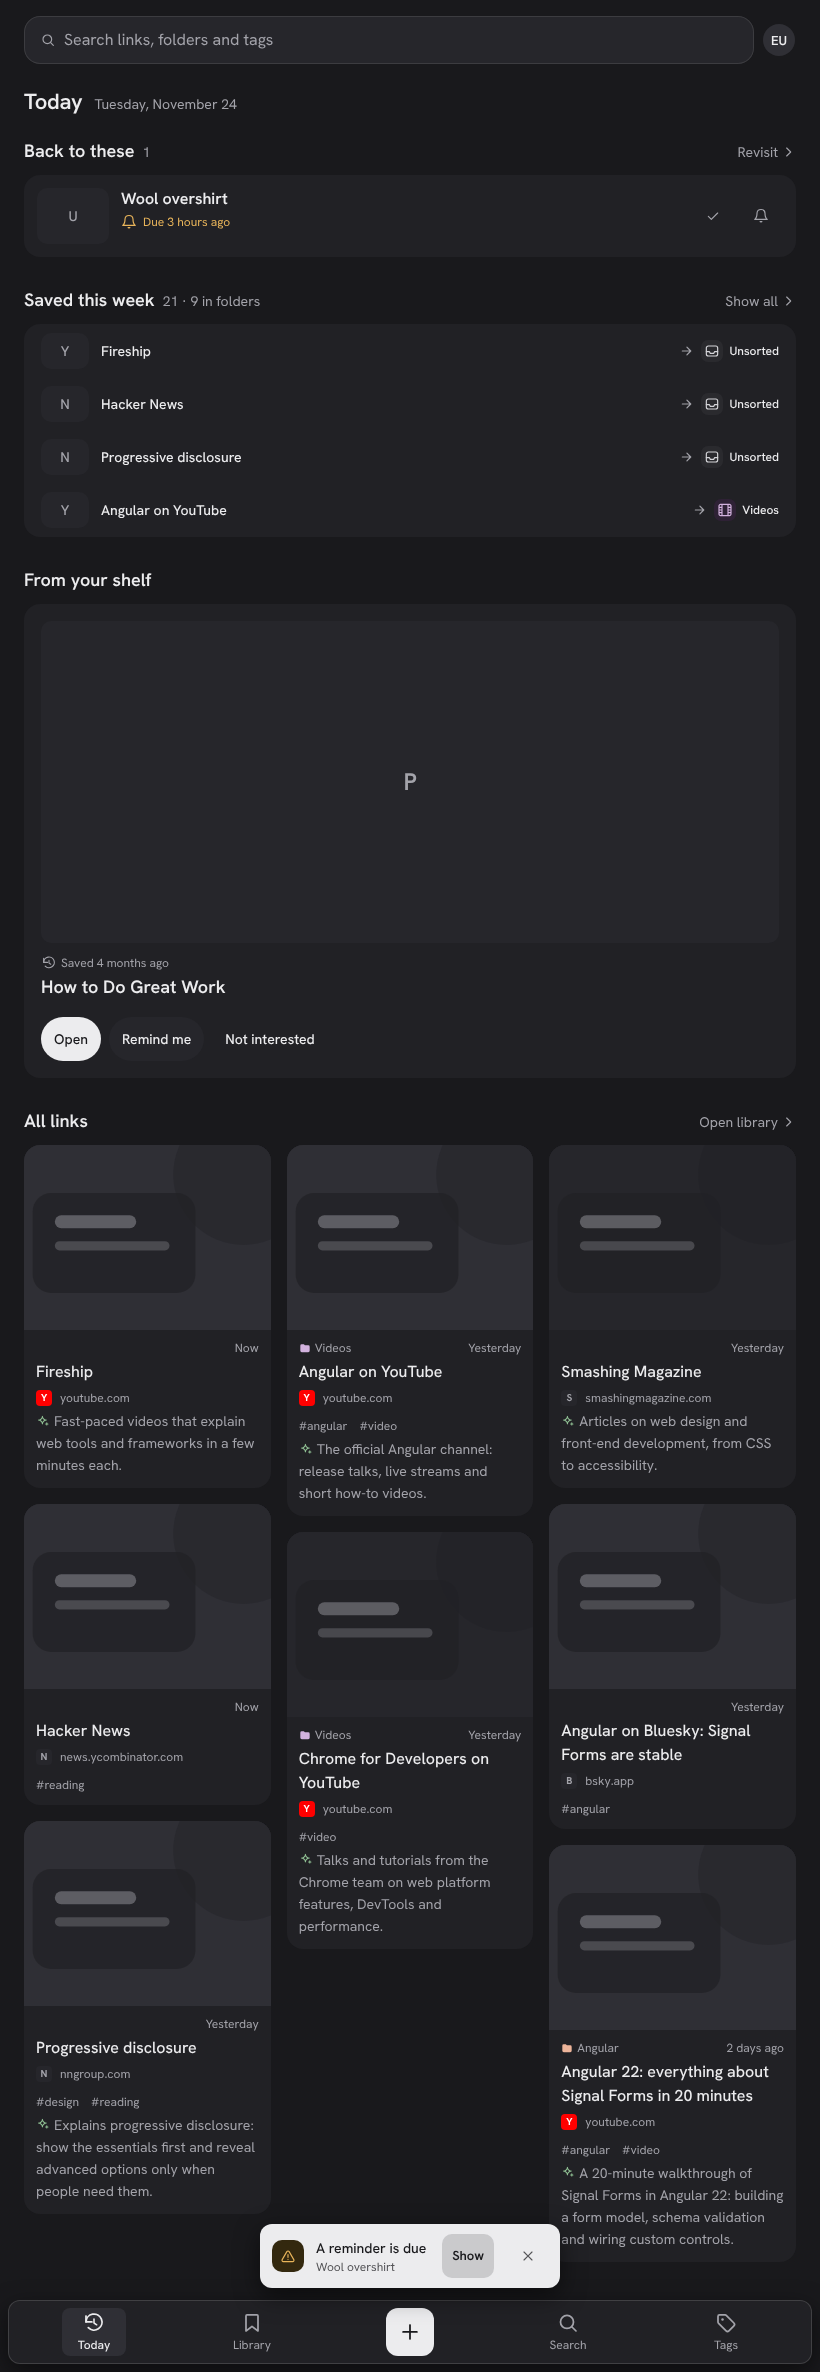 Search links, folders and tags
EU
Today Tuesday, November 24
Back to these 1
Revisit
U
Wool overshirt
Due 3 hours ago
Saved this week 21 · 9 in folders
Show all
Y Fireship Unsorted
N Hacker News Unsorted
N Progressive disclosure Unsorted
Y Angular on YouTube Videos
From your shelf
P
Saved 4 months ago
How to Do Great Work
Open Remind me Not interested
All links
Open library
Now
Fireship
Y youtube.com
Fast-paced videos that explain
web tools and frameworks in a few
minutes each.
Now
Hacker News
N news.ycombinator.com
#reading
Yesterday
Progressive disclosure
N nngroup.com
#design #reading
Explains progressive disclosure:
show the essentials first and reveal
advanced options only when
people need them.
Videos Yesterday
Angular on YouTube
Y youtube.com
#angular #video
The official Angular channel:
release talks, live streams and
short how-to videos.
Videos Yesterday
Chrome for Developers on
YouTube
Y youtube.com
#video
Talks and tutorials from the
Chrome team on web platform
features, DevTools and
performance.
Yesterday
Smashing Magazine
S smashingmagazine.com
Articles on web design and
front-end development, from CSS
to accessibility.
Yesterday
Angular on Bluesky: Signal
Forms are stable
B bsky.app
#angular
Angular 2 days ago
Angular 22: everything about
Signal Forms in 20 minutes
Y youtube.com
#angular #video
A 20-minute walkthrough of
Signal Forms in Angular 22: building
a form model, schema validation
and wiring custom controls.
A reminder is due
Wool overshirt
Show
Today
Library
Search
Tags